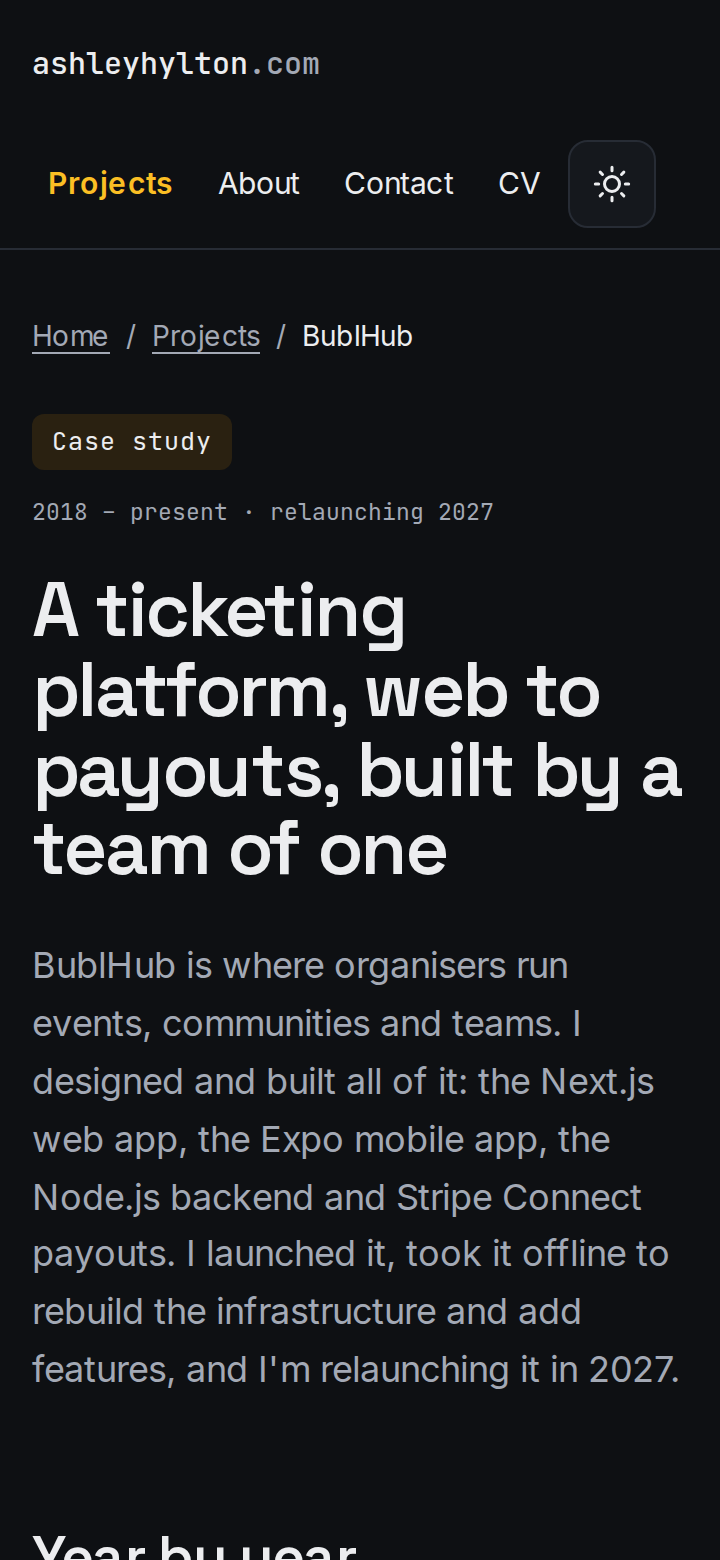 ashleyhylton.com
Projects About Contact CV
Home / Projects / BublHub
Case study
2018 – present · relaunching 2027
A ticketing
platform, web to
payouts, built by a
team of one
BublHub is where organisers run
events, communities and teams. I
designed and built all of it: the Next.js
web app, the Expo mobile app, the
Node.js backend and Stripe Connect
payouts. I launched it, took it offline to
rebuild the infrastructure and add
features, and I'm relaunching it in 2027.
Year by year